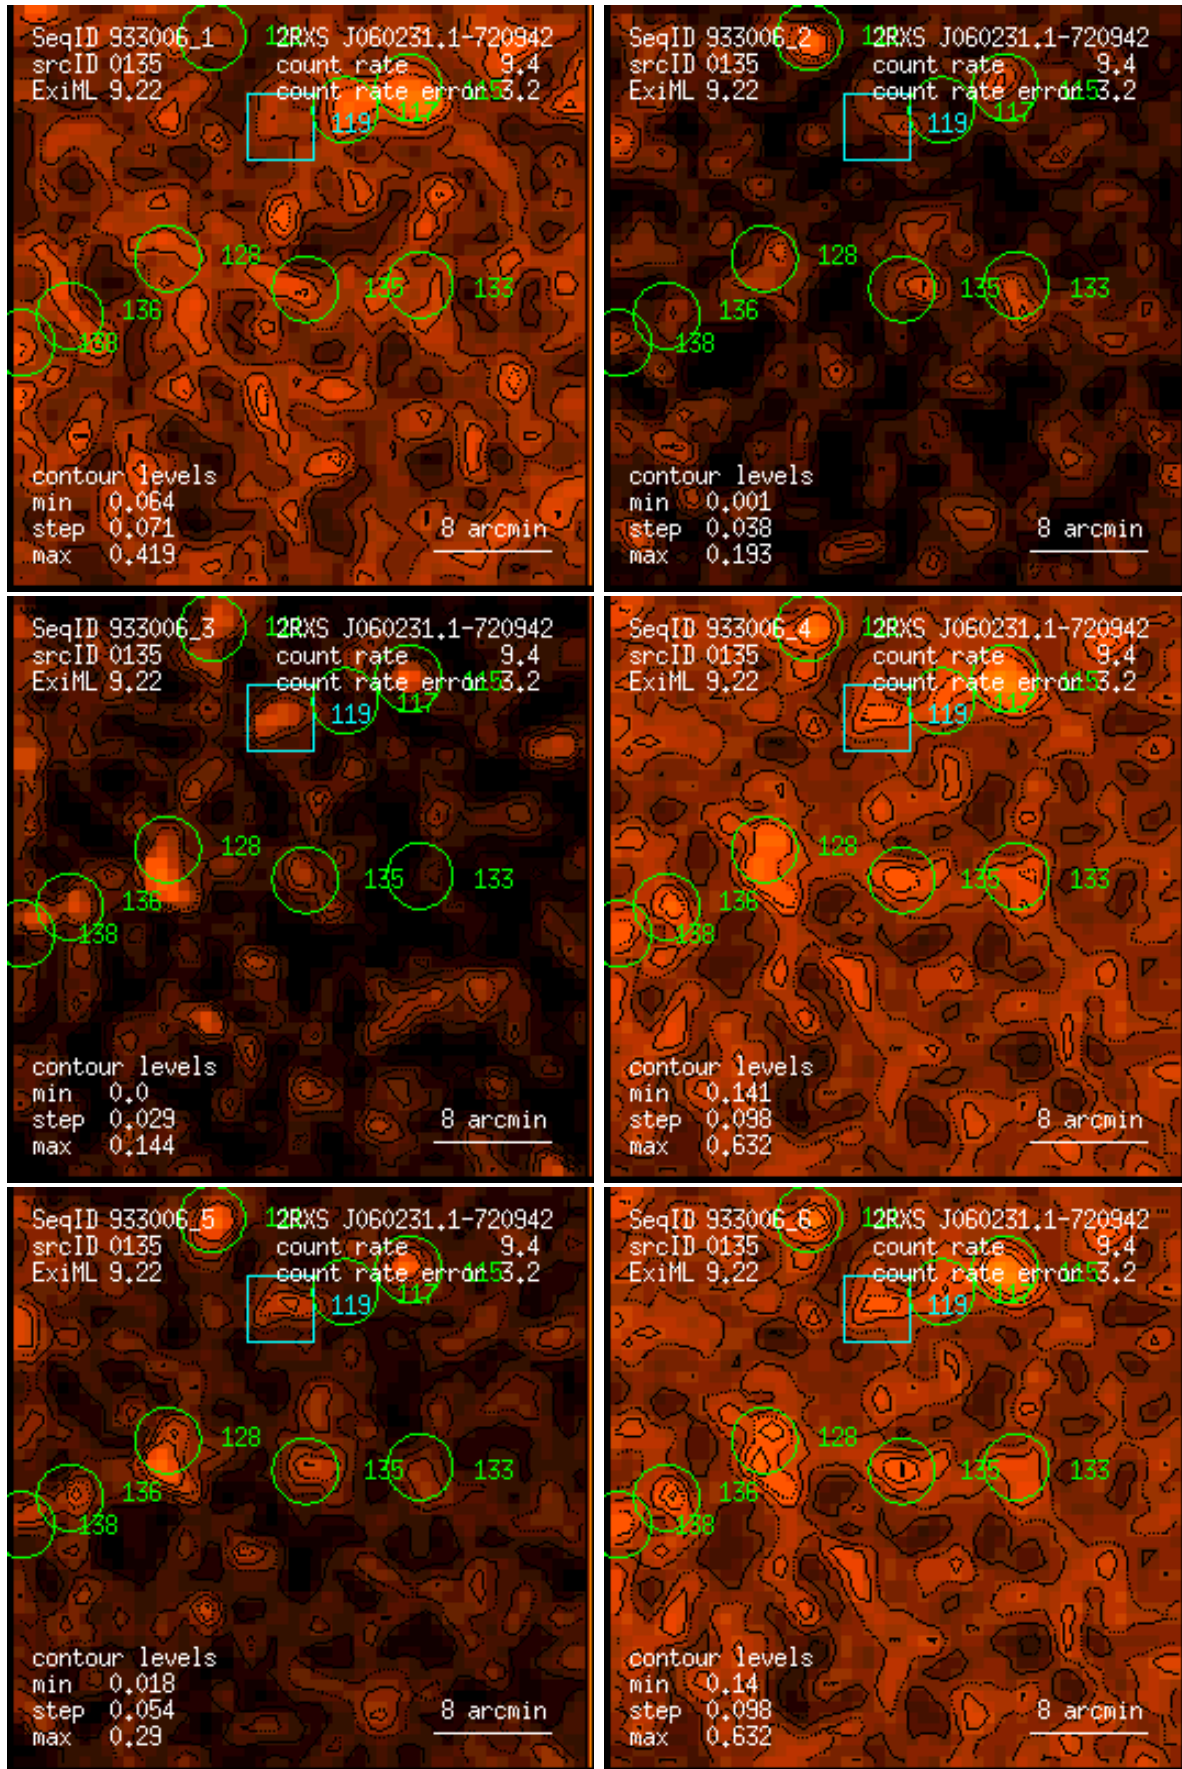 SeqID 933006_1 2RXS J060231.1-720942
srcID 0135 count rate 9.4
ExiML 9.22 count rate error 3.2
115
117
119
128
135 133
136
138
contour levels
min 0.064
step 0.071
max 0.419
8 arcmin
SeqID 933006_2 2RXS J060231.1-720942
srcID 0135 count rate 9.4
ExiML 9.22 count rate error 3.2
115
117
119
128
135 133
136
138
contour levels
min 0.001
step 0.038
max 0.193
8 arcmin
SeqID 933006_3 2RXS J060231.1-720942
srcID 0135 count rate 9.4
ExiML 9.22 count rate error 3.2
115
117
119
128
135 133
136
138
contour levels
min 0.0
step 0.029
max 0.144
8 arcmin
SeqID 933006_4 2RXS J060231.1-720942
srcID 0135 count rate 9.4
ExiML 9.22 count rate error 3.2
115
117
119
128
135 133
136
138
contour levels
min 0.141
step 0.098
max 0.632
8 arcmin
SeqID 933006_5 2RXS J060231.1-720942
srcID 0135 count rate 9.4
ExiML 9.22 count rate error 3.2
115
117
119
128
135 133
136
138
contour levels
min 0.018
step 0.054
max 0.29
8 arcmin
SeqID 933006_6 2RXS J060231.1-720942
srcID 0135 count rate 9.4
ExiML 9.22 count rate error 3.2
115
117
119
128
135 133
136
138
contour levels
min 0.14
step 0.098
max 0.632
8 arcmin